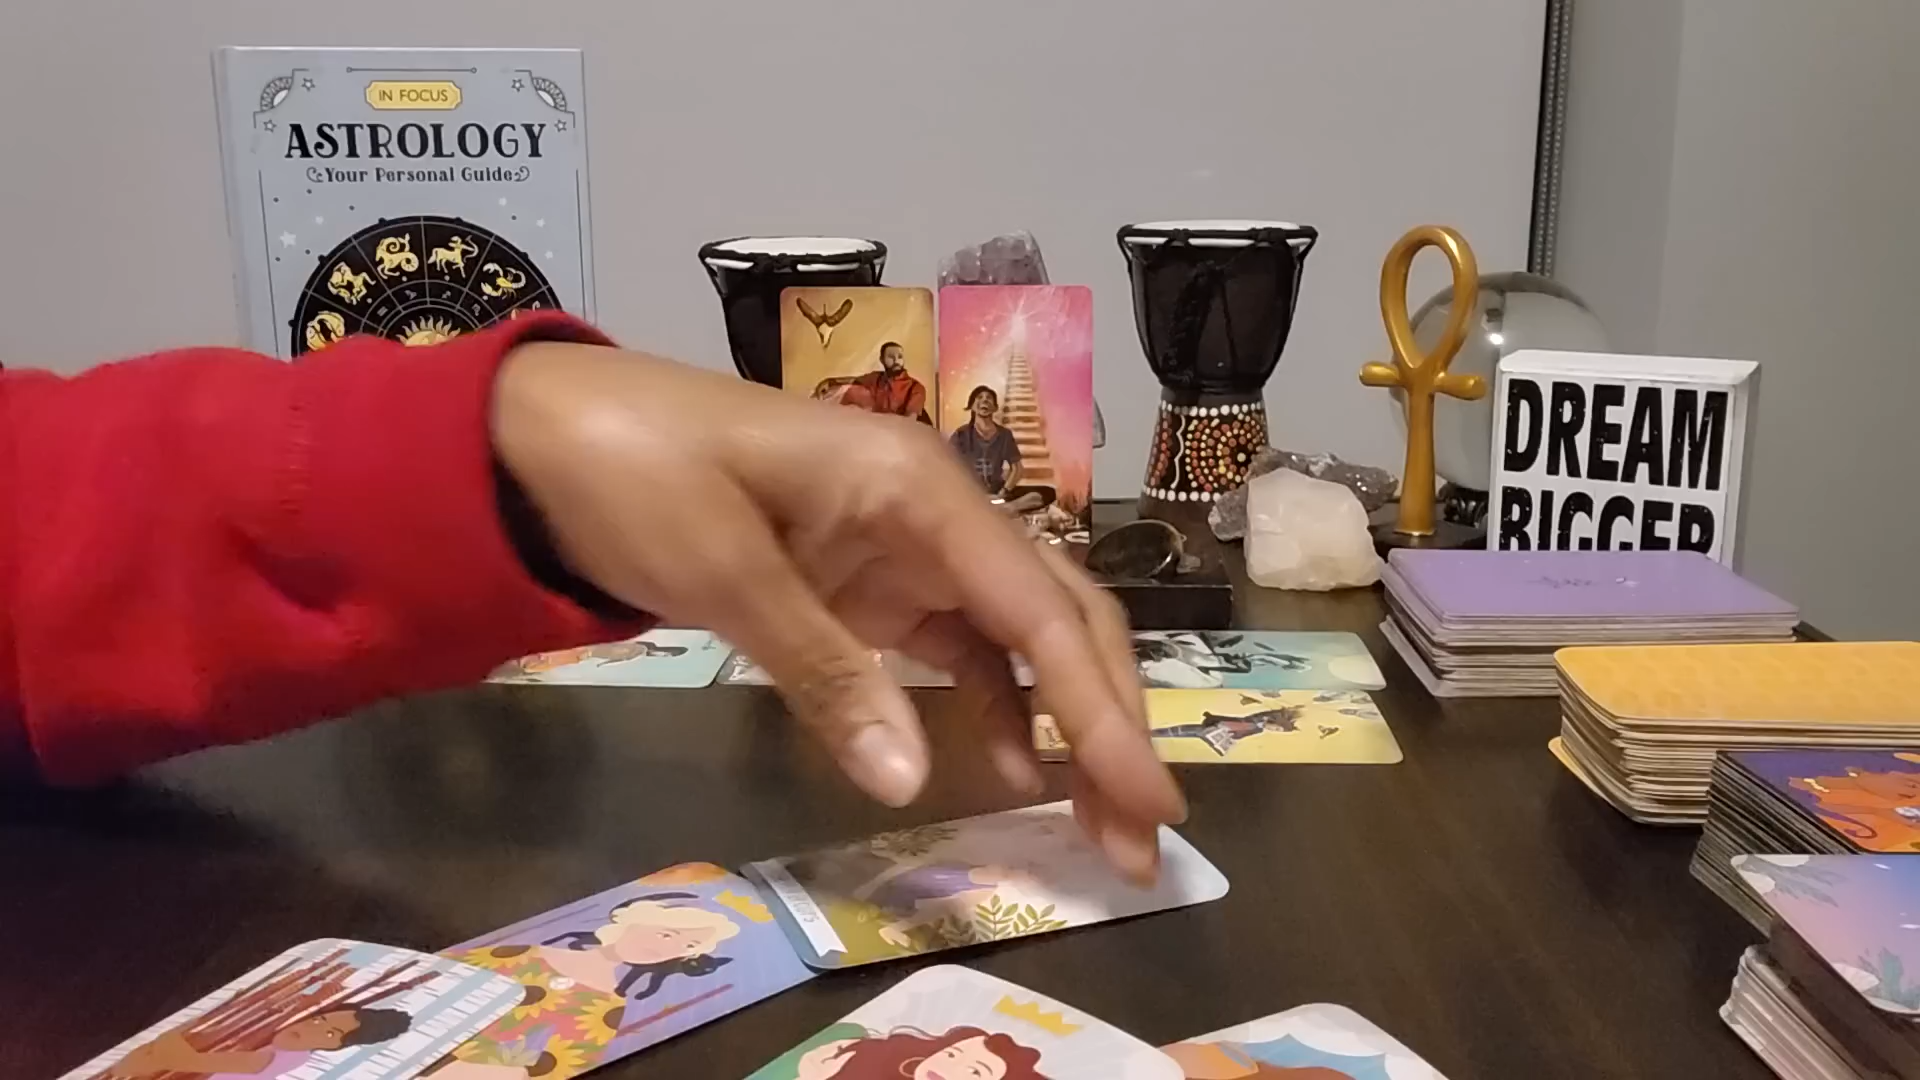 IN FOCUS
ASTROLOGY
Your Personal Guide
DREAM
BIGGER